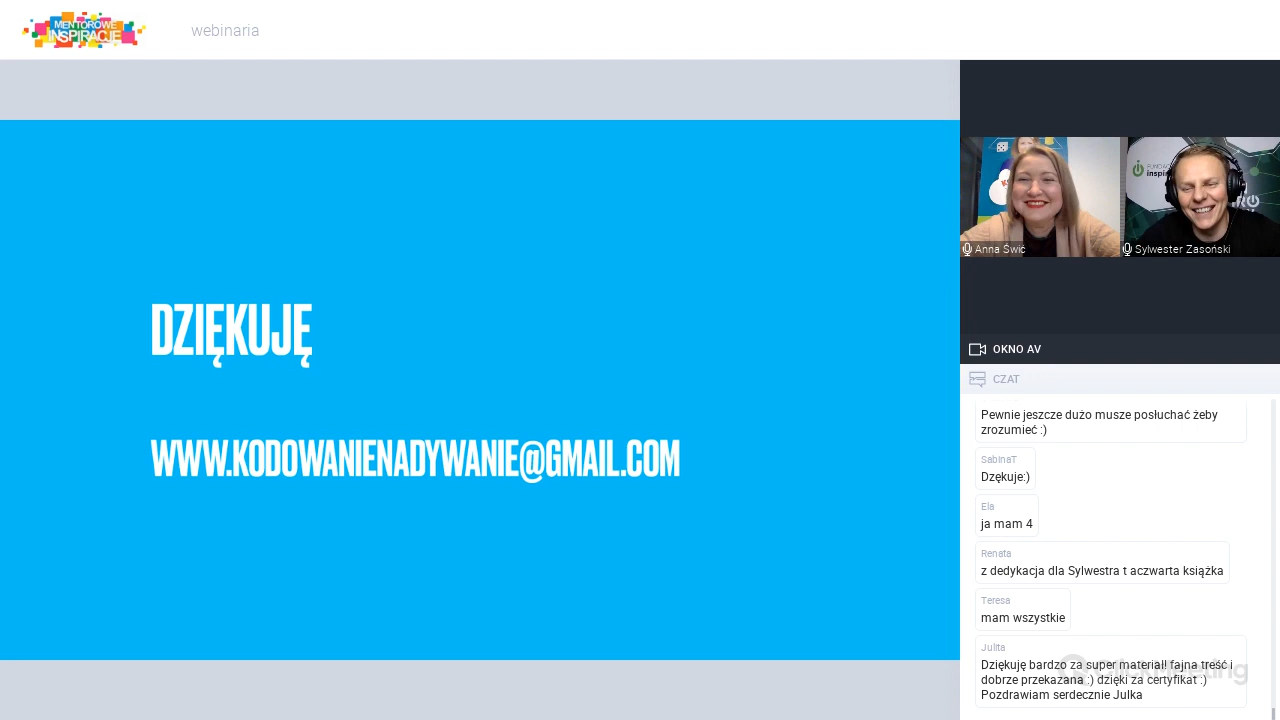 MENTOROWE
INSPIRACJE
webinaria
DZIĘKUJĘ
WWW.KODOWANIENADYWANIE@GMAIL.COM
Anna Świć
Sylwester Zasoński
OKNO AV
CZAT
Pewnie jeszcze dużo musze posłuchać żeby
zrozumieć :)
SabinaT
Dzękuje:)
Ela
ja mam 4
Renata
z dedykacja dla Sylwestra t aczwarta książka
Teresa
mam wszystkie
Julita
Dziękuję bardzo za super materiał! fajna treść i
dobrze przekazana :) dzięki za certyfikat :)
Pozdrawiam serdecznie Julka
ClickMeeting